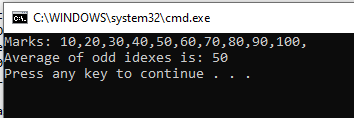 C:\WINDOWS\system32\cmd.exe
Marks: 10,20,30,40,50,60,70,80,90,100,
Average of odd idexes is: 50
Press any key to continue . . .